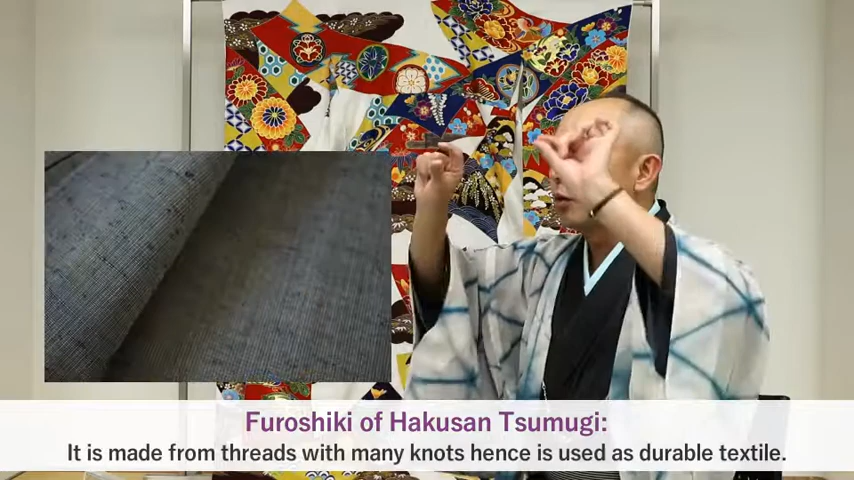 Furoshiki of Hakusan Tsumugi:
It is made from threads with many knots hence is used as durable textile.